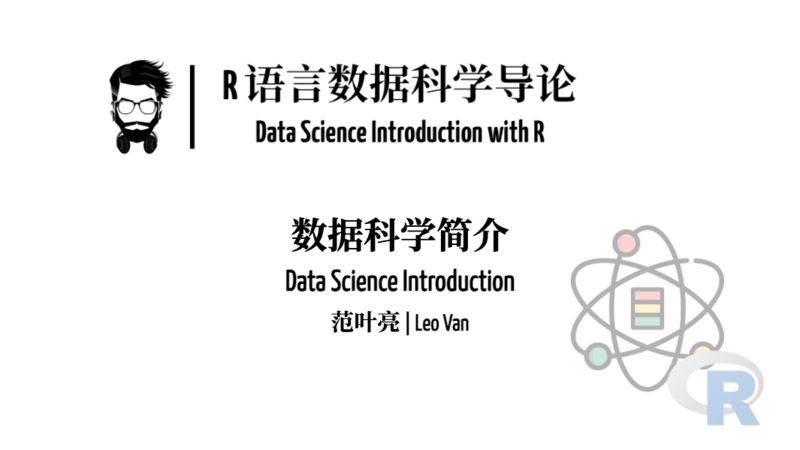 R 语言数据科学导论
Data Science Introduction with R
数据科学简介
Data Science Introduction
范叶亮 | Leo Van
R